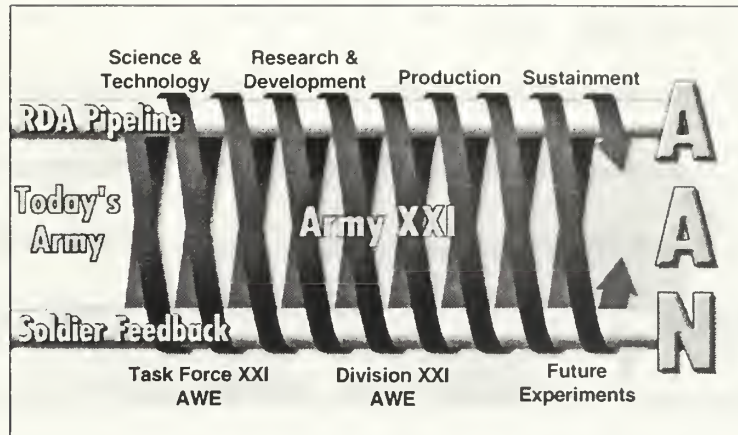 Science &
Technology
Research &
Development
Production
Sustainment
RDA Pipeline
Today's
Army
Army XXI
Soldier Feedback
A
A
N
Task Force XXI
AWE
Division XXI
AWE
Future
Experiments